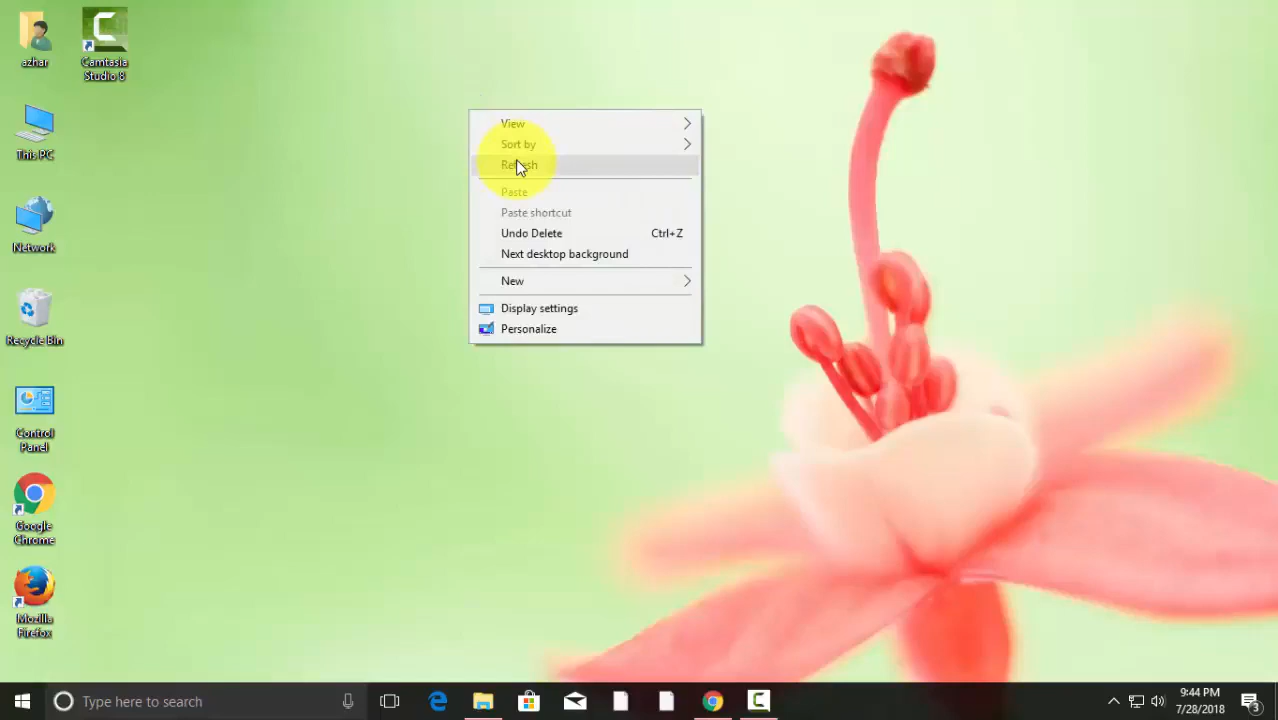 azhar
Camtasia
Studio 8
This PC
Network
Recycle Bin
Control
Panel
Google
Chrome
Mozilla
Firefox
View
Sort by
Refresh
Paste
Paste shortcut
Undo Delete Ctrl+Z
Next desktop background
New
Display settings
Personalize
Type here to search
9:44 PM
7/28/2018
3